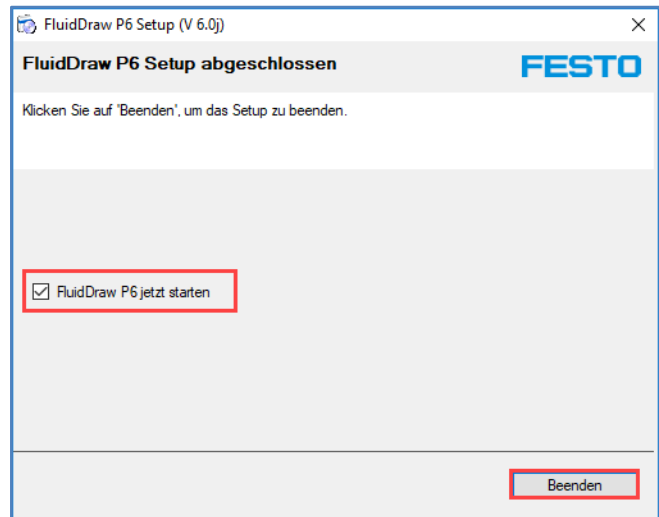 FluidDraw P6 Setup (V 6.0j)
FluidDraw P6 Setup abgeschlossen
FESTO
Klicken Sie auf 'Beenden', um das Setup zu beenden.
FluidDraw P6 jetzt starten
Beenden